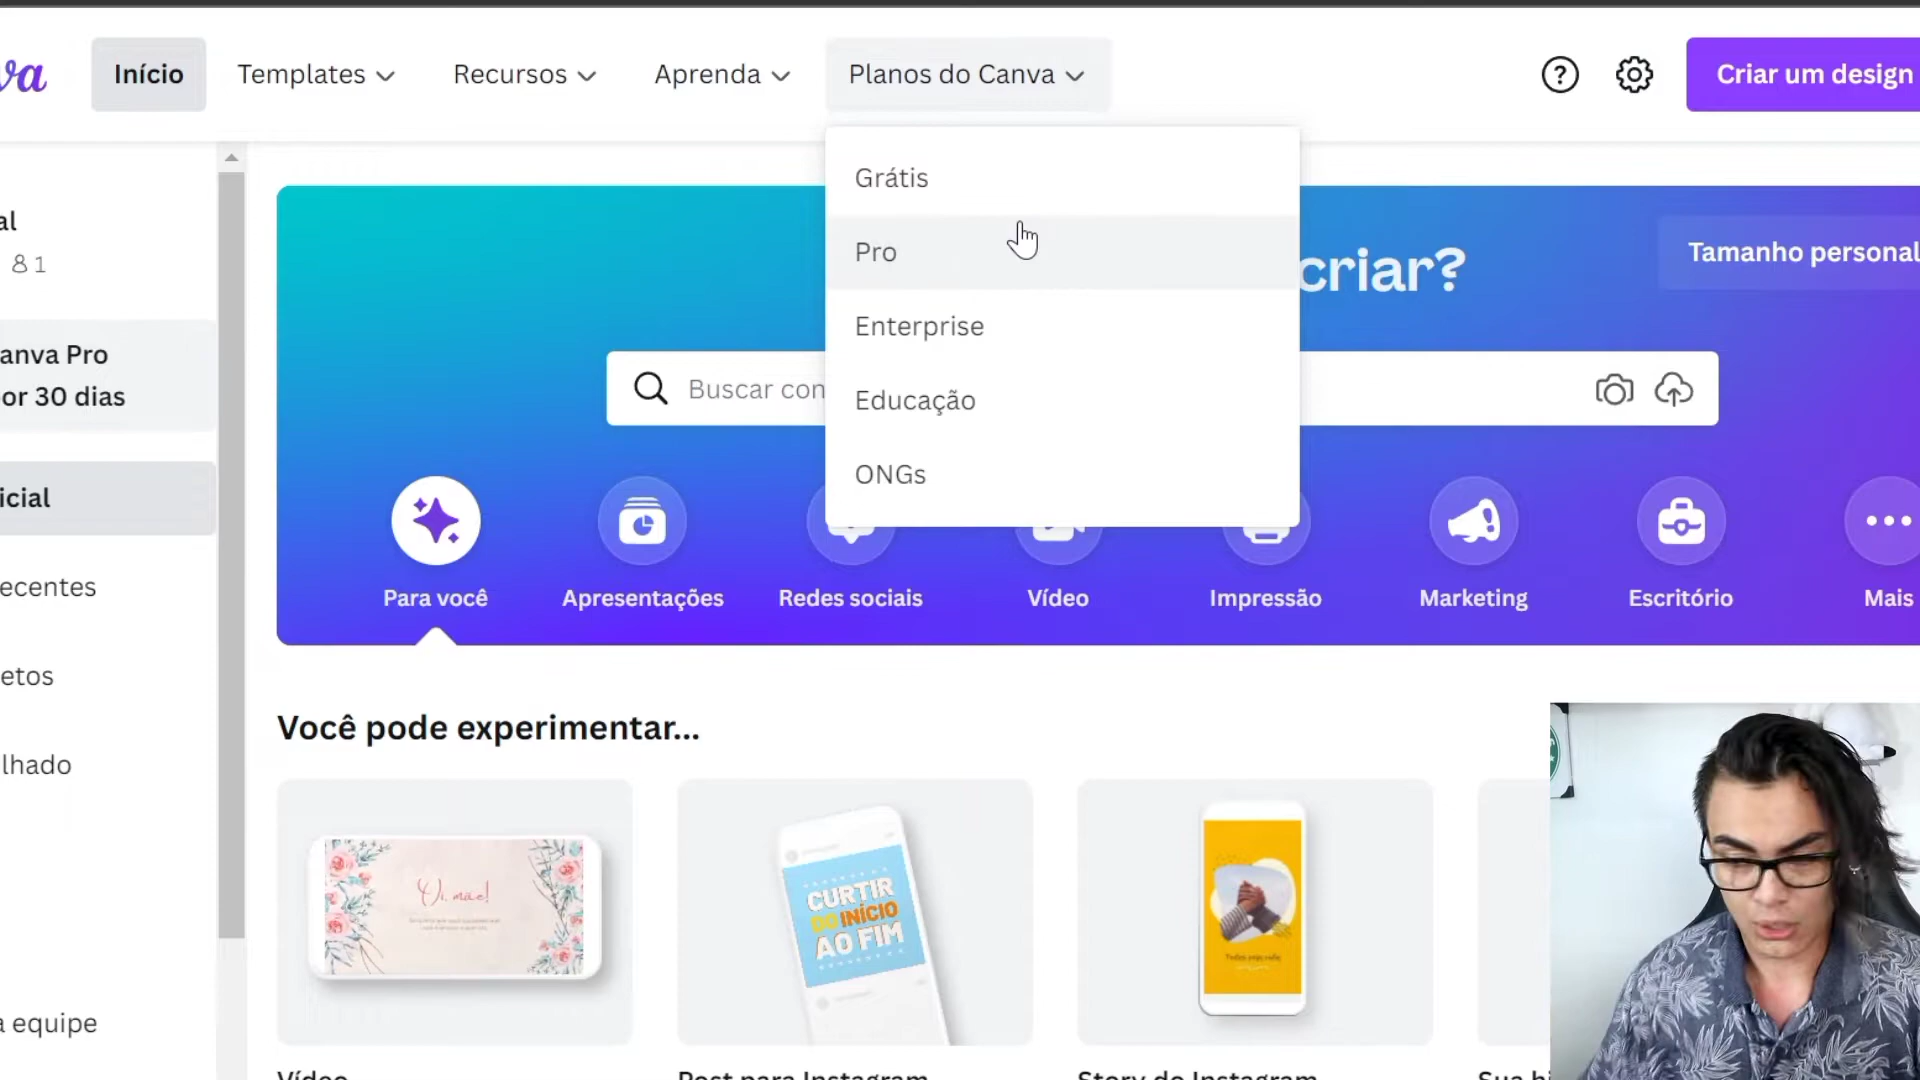 va
Início
Templates
Recursos
Aprenda
Planos do Canva
Criar um design
Grátis
Pro
Enterprise
Educação
ONGs
al
1
anva Pro
or 30 dias
icial
ecentes
etos
lhado
a equipe
criar?
Tamanho personal
Buscar con
Para você
Apresentações
Redes sociais
Vídeo
Impressão
Marketing
Escritório
Mais
Você pode experimentar...
Oi, mãe!
CURTIR
DO INÍCIO
AO FIM
Vídeo
Post para Instagram
Story do Instagram
Sua hi